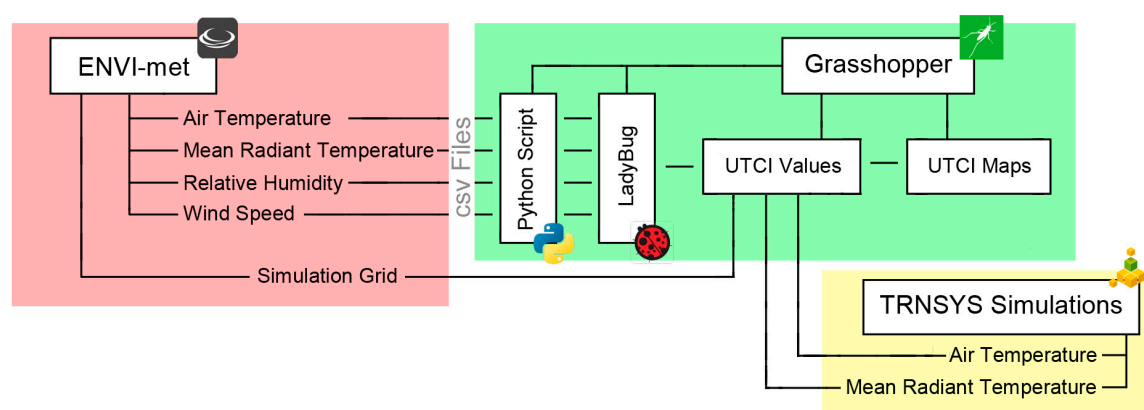 ENVI-met
Air Temperature
Mean Radiant Temperature
Relative Humidity
Wind Speed
Simulation Grid
csv Files
Python Script
LadyBug
Grasshopper
UTCI Values
UTCI Maps
TRNSYS Simulations
Air Temperature
Mean Radiant Temperature